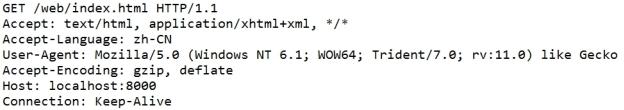 GET /web/index.html HTTP/1.1
Accept: text/html, application/xhtml+xml, */*
Accept-Language: zh-CN
User-Agent: Mozilla/5.0 (Windows NT 6.1; WOW64; Trident/7.0; rv:11.0) like Gecko
Accept-Encoding: gzip, deflate
Host: localhost:8000
Connection: Keep-Alive